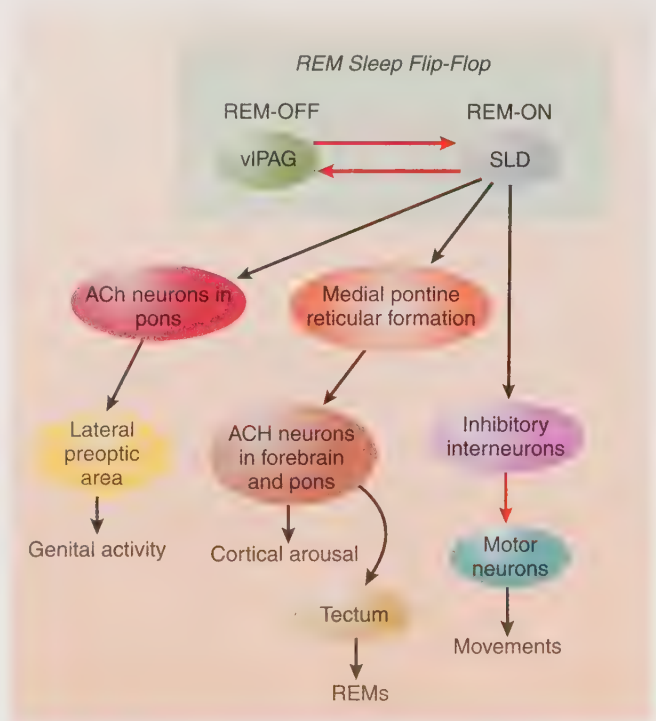 REM Sleep Flip-Flop
REM-OFF
REM-ON
vlPAG
SLD
ACh neurons in
pons
Medial pontine
reticular formation
Lateral
preoptic
area
ACH neurons
in forebrain
and pons
Inhibitory
interneurons
Genital activity
Cortical arousal
Motor
neurons
Tectum
Movements
REMs